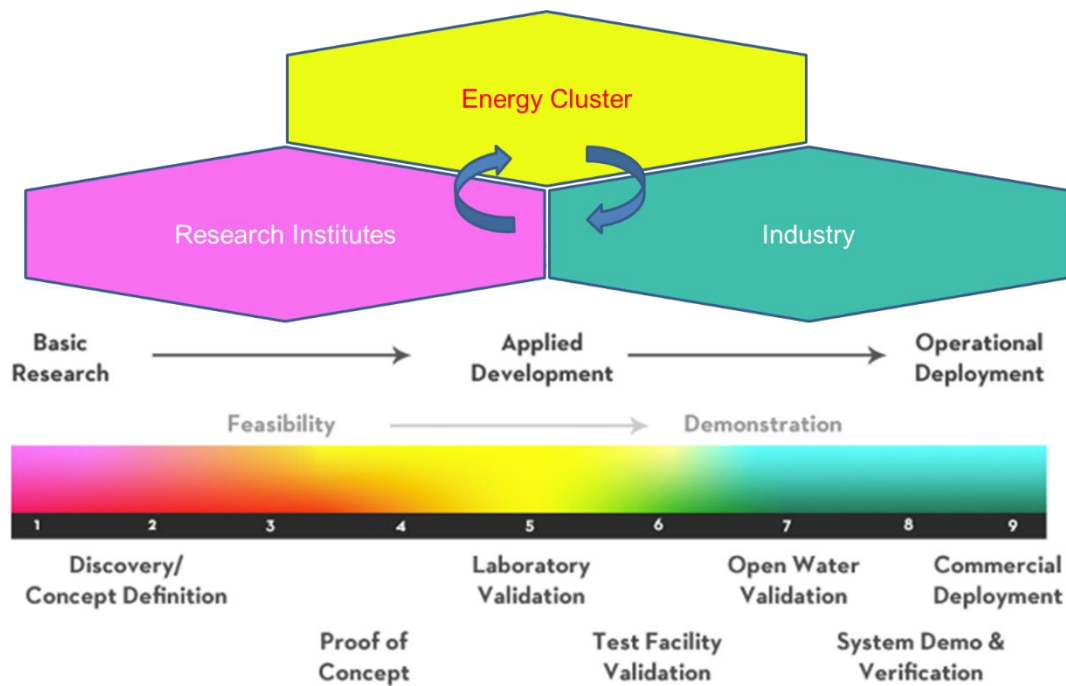 Energy Cluster
Research Institutes
Industry
Basic
Research
Applied
Development
Operational
Deployment
Feasibility
Demonstration
1 2 3 4 5 6 7 8 9
Discovery/
Concept Definition
Laboratory
Validation
Open Water
Validation
Commercial
Deployment
Proof of
Concept
Test Facility
Validation
System Demo &
Verification